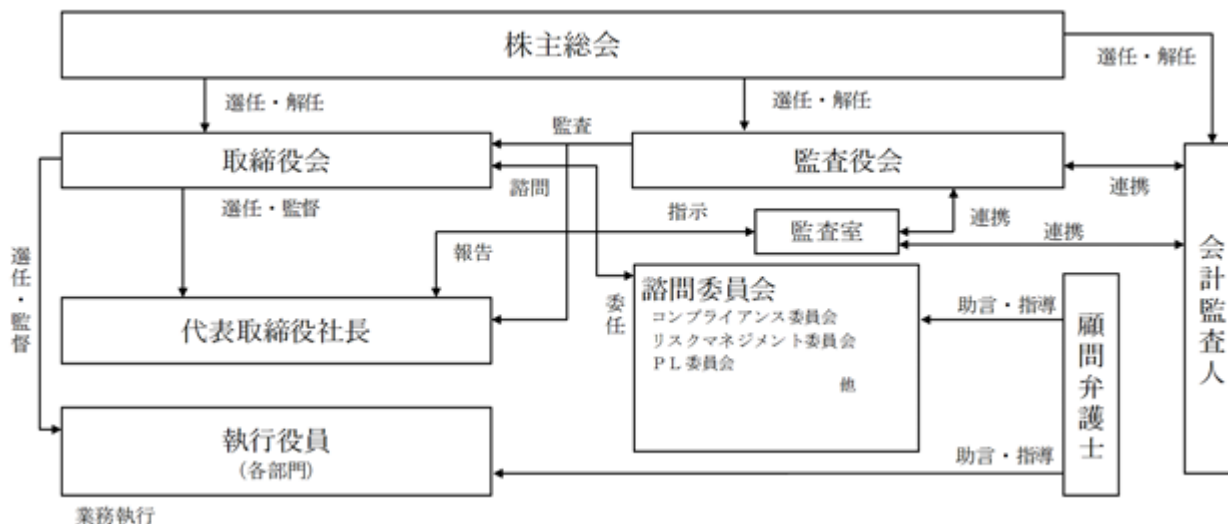 株主総会
選任・解任
選任・解任
選任・解任
監査
取締役会
監査役会
諮問
連携
選任・監督
指示
監査室
連携
連携
報告
選任・監督
委任
諮問委員会
コンプライアンス委員会
リスクマネジメント委員会
ＰＬ委員会
他
助言・指導
代表取締役社長
顧問弁護士
会計監査人
執行役員
(各部門)
助言・指導
業務執行